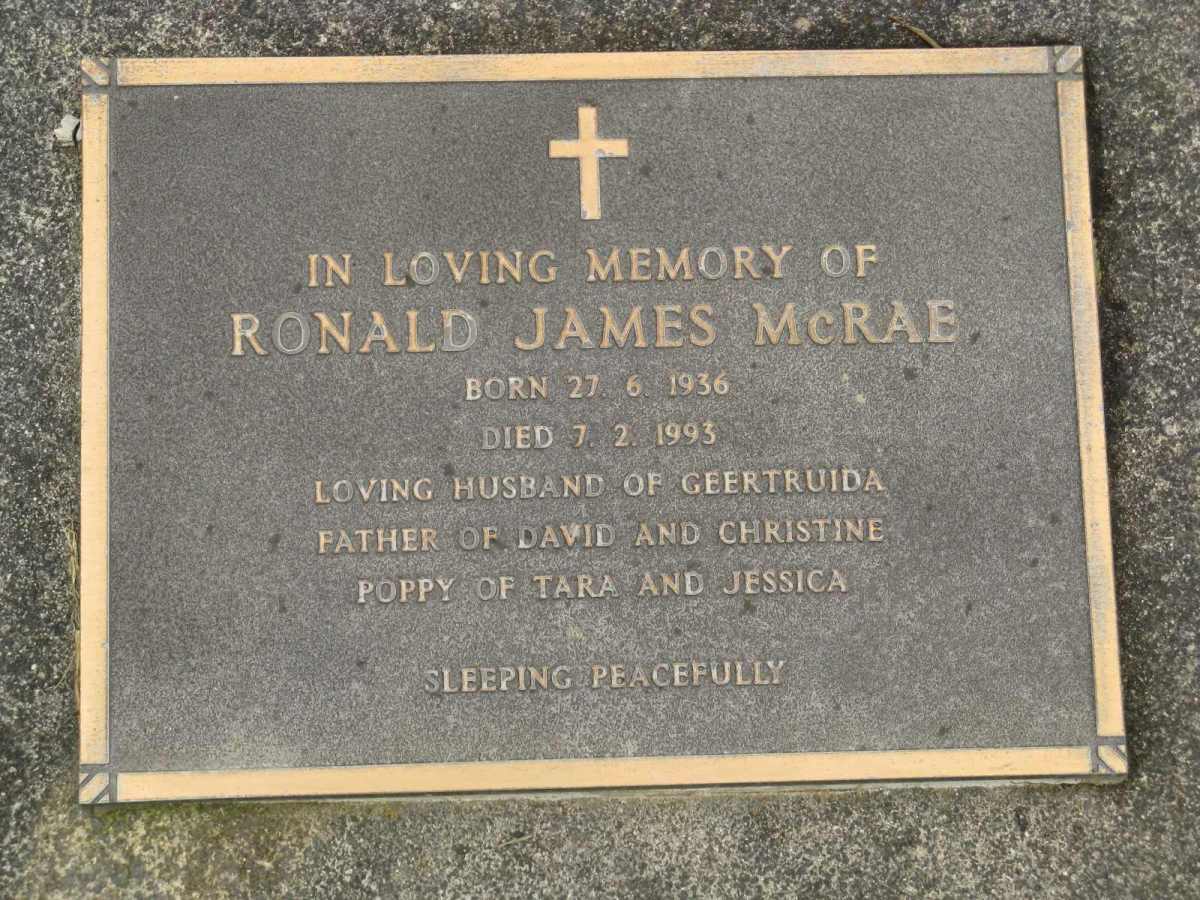 IN LOVING MEMORY OF
RONALD JAMES McRAE
BORN 27. 6. 1936
DIED 7. 2. 1993
LOVING HUSBAND OF GEERTRUIDA
FATHER OF DAVID AND CHRISTINE
POPPY OF TARA AND JESSICA
SLEEPING PEACEFULLY